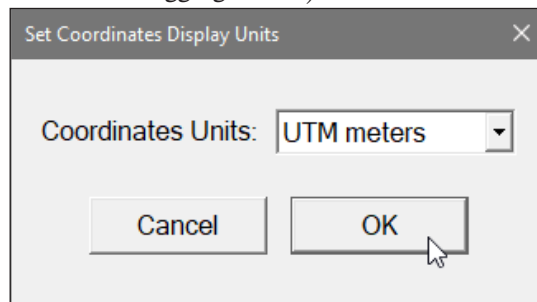 Set Coordinates Display Units
Coordinates Units: UTM meters
Cancel OK